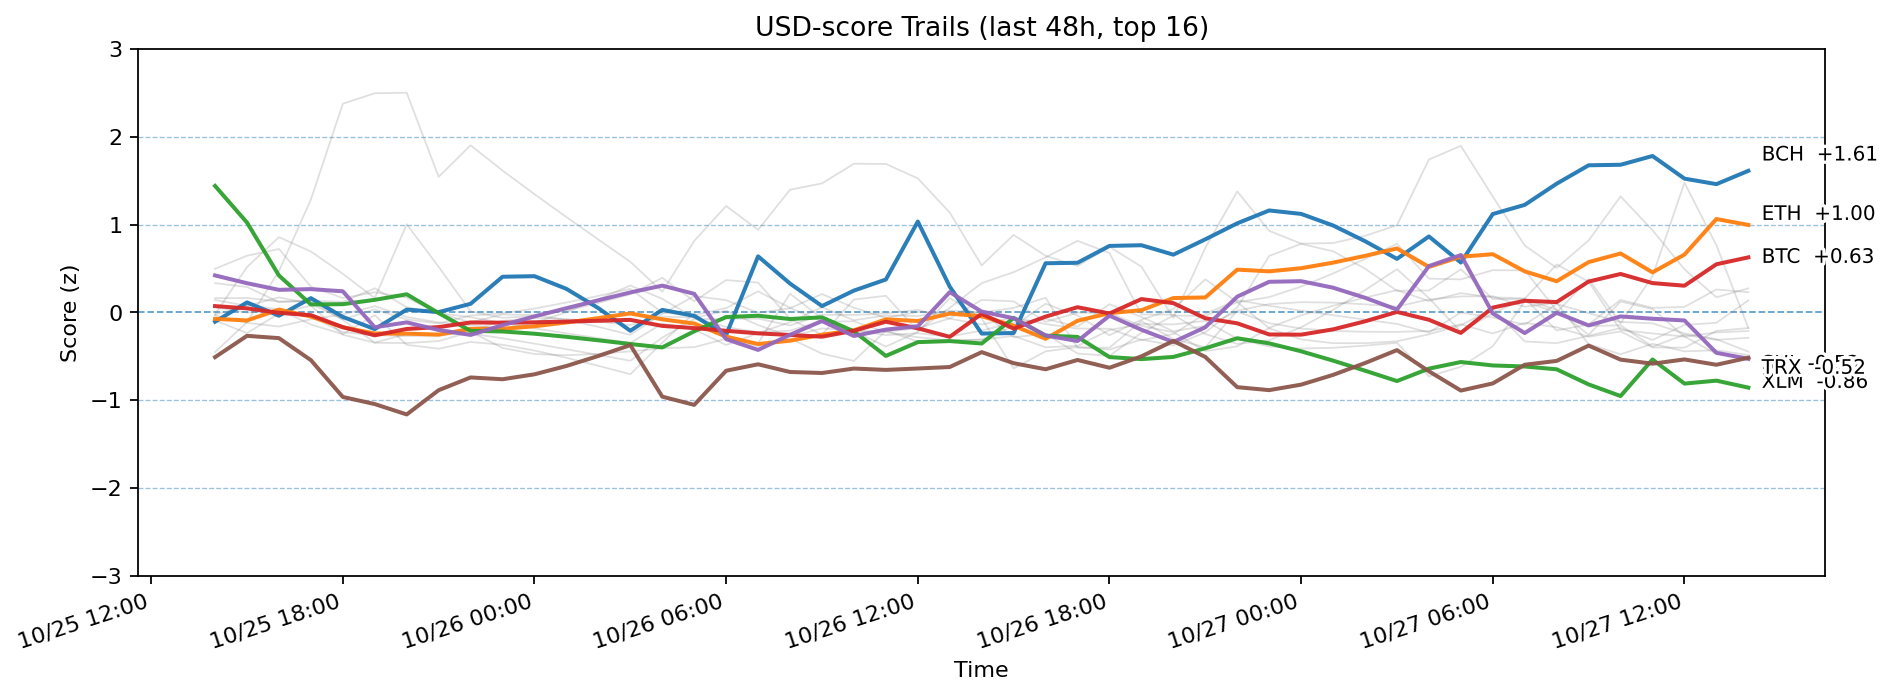 USD-score Trails (last 48h, top 16)
3
2
1
0
−1
−2
−3
Score (z)
BCH +1.61
ETH +1.00
BTC +0.63
TRX -0.52
XLM -0.86
10/25 12:00
10/25 18:00
10/26 00:00
10/26 06:00
10/26 12:00
10/26 18:00
10/27 00:00
10/27 06:00
10/27 12:00
Time